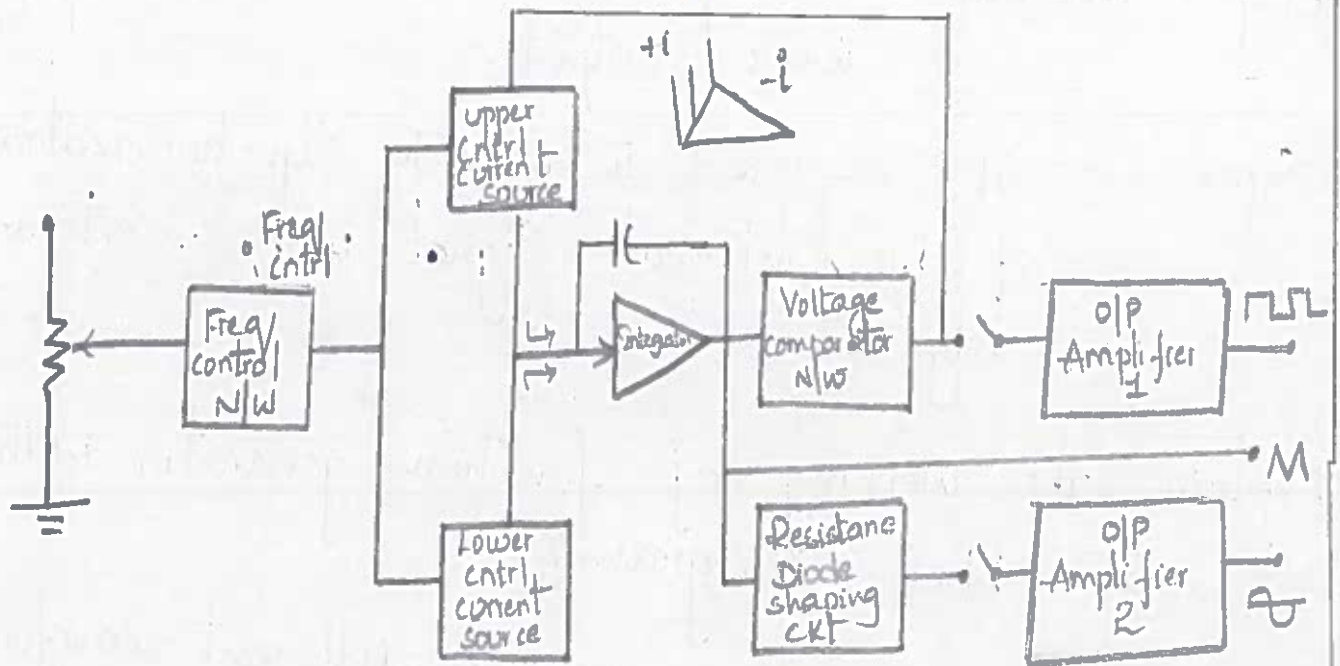 +i
-i
upper
cntrl
current
source
Freq/
cntrl
Freq/
control
N/W
Integrator
Voltage
comparator
N/W
O/P
Amplifier
1
M
Lower
cntrl
current
source
Resistane
Diode
shaping
CKT
O/P
Amplifier
2